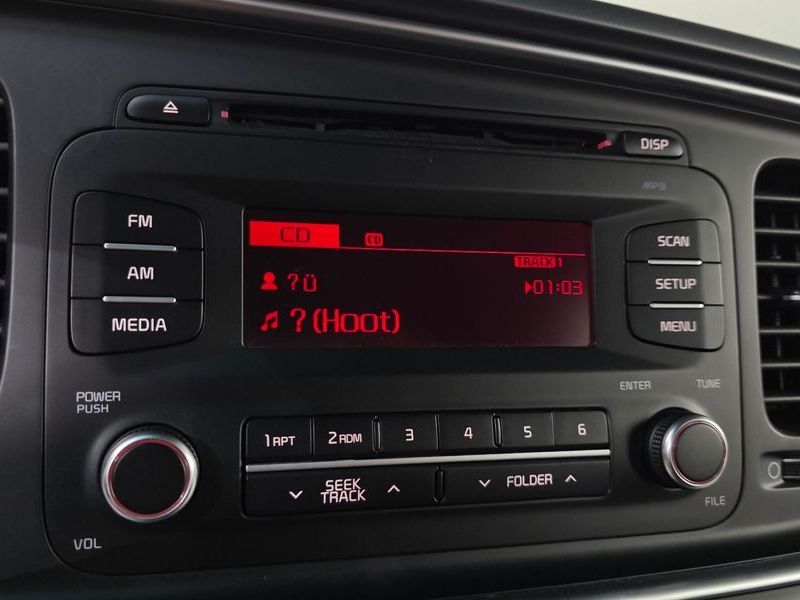 DISP
MP3
FM
AM
MEDIA
CD
CD
TRACK 1
?ü
▶01:03
?(Hoot)
SCAN
SETUP
MENU
POWER
PUSH
VOL
1 RPT
2 RDM
3
4
5
6
SEEK
TRACK
FOLDER
ENTER
TUNE
FILE